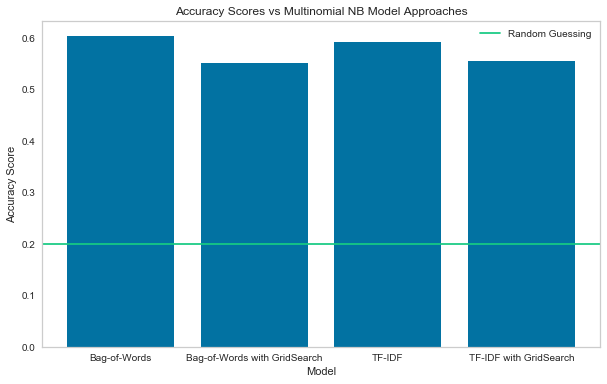 Accuracy Scores vs Multinomial NB Model Approaches
Random Guessing
Accuracy Score
0.6
0.5
0.4
0.3
0.2
0.1
0.0
Bag-of-Words
Bag-of-Words with GridSearch
TF-IDF
TF-IDF with GridSearch
Model